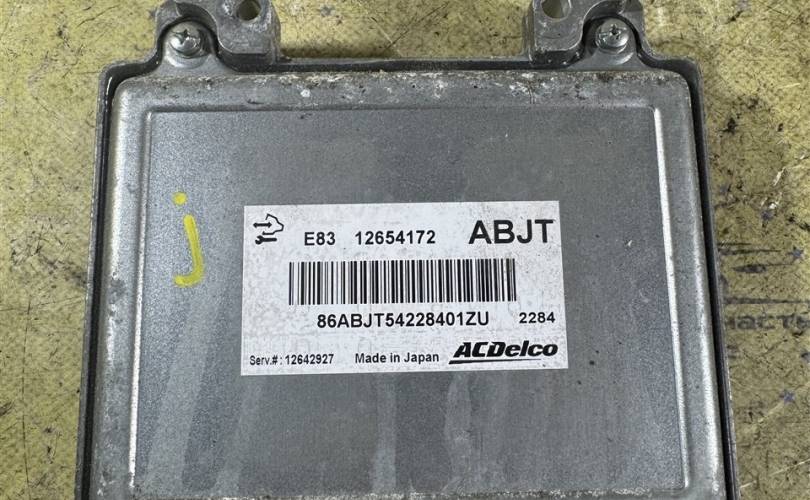 j
E83 12654172 ABJT
86ABJT54228401ZU 2284
Serv.#: 12642927 Made in Japan ACDelco